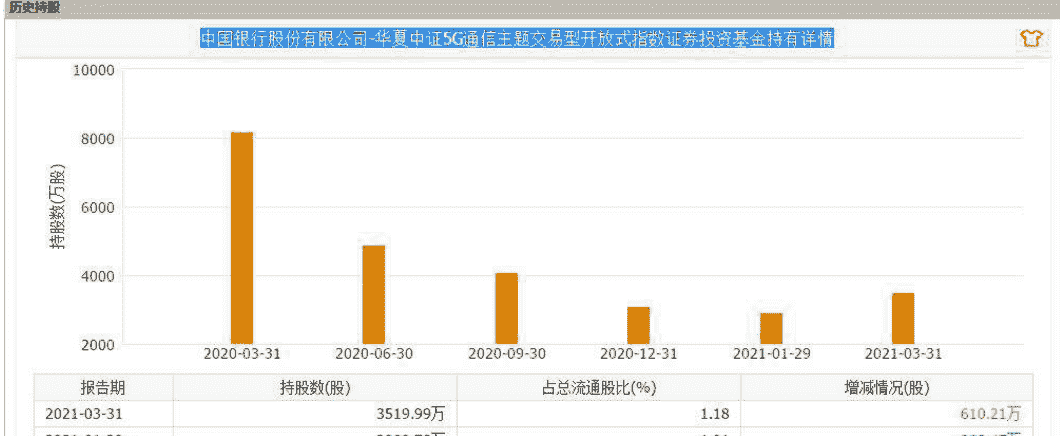 历史持股
中国银行股份有限公司-华夏中证5G通信主题交易型开放式指数证券投资基金持有详情
10000
8000
6000
4000
2000
持股数(万股)
2020-03-31 2020-06-30 2020-09-30 2020-12-31 2021-01-29 2021-03-31
报告期 持股数(股) 占总流通股比(%) 增减情况(股)
2021-03-31 3519.99万 1.18 610.21万